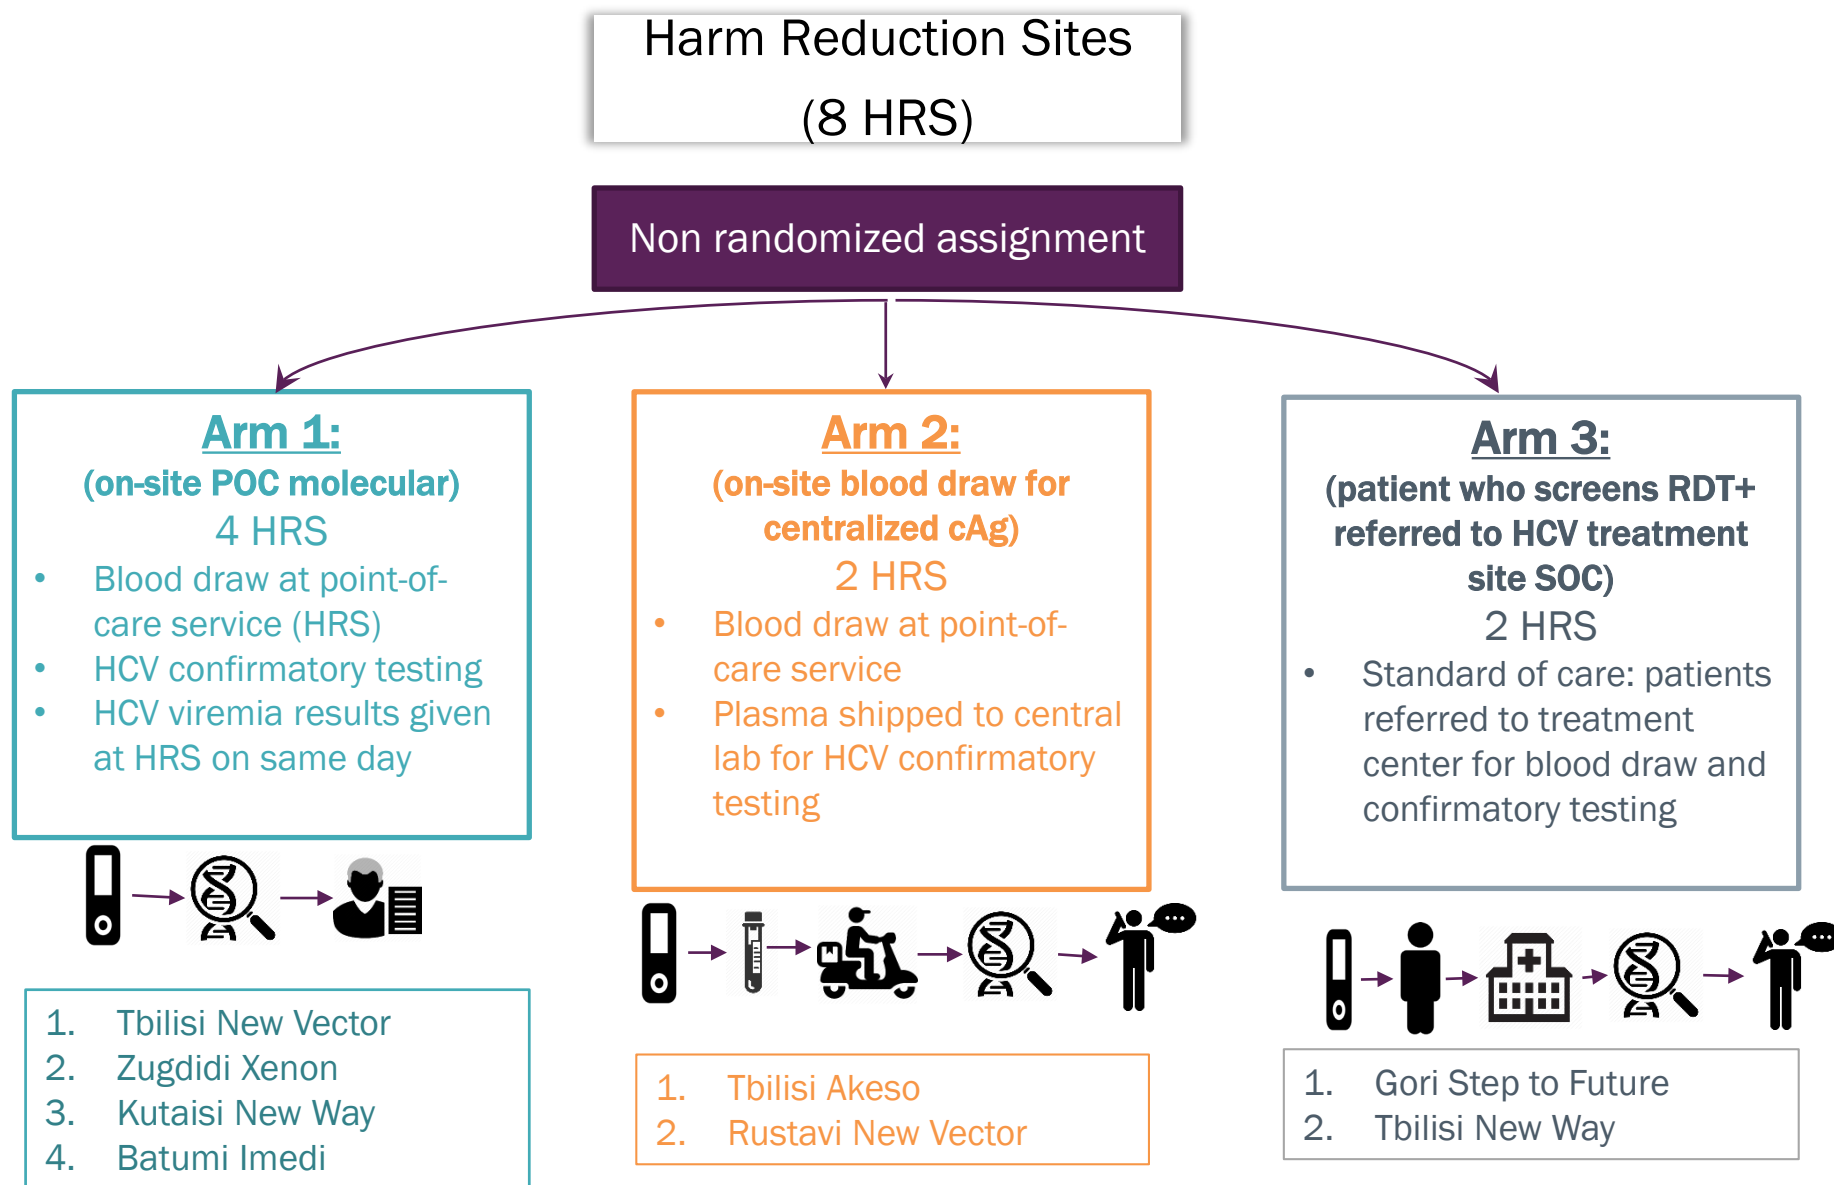 Harm Reduction Sites
(8 HRS)
Non randomized assignment
Arm 1:
(on-site POC molecular)
4 HRS
• Blood draw at point-of-
care service (HRS)
• HCV confirmatory testing
• HCV viremia results given
at HRS on same day
1. Tbilisi New Vector
2. Zugdidi Xenon
3. Kutaisi New Way
4. Batumi Imedi
Arm 2:
(on-site blood draw for
centralized cAg)
2 HRS
• Blood draw at point-of-
care service
• Plasma shipped to central
lab for HCV confirmatory
testing
1. Tbilisi Akeso
2. Rustavi New Vector
Arm 3:
(patient who screens RDT+
referred to HCV treatment
site SOC)
2 HRS
• Standard of care: patients
referred to treatment
center for blood draw and
confirmatory testing
1. Gori Step to Future
2. Tbilisi New Way